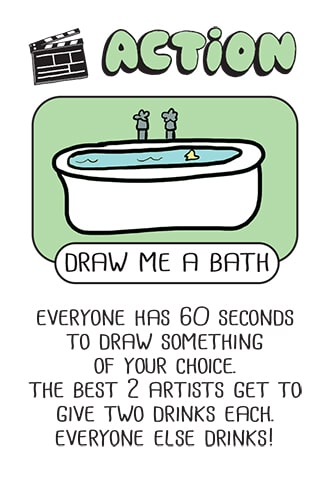 ACTION
DRAW ME A BATH
EVERYONE HAS 60 SECONDS
TO DRAW SOMETHING
OF YOUR CHOICE.
THE BEST 2 ARTISTS GET TO
GIVE TWO DRINKS EACH.
EVERYONE ELSE DRINKS!